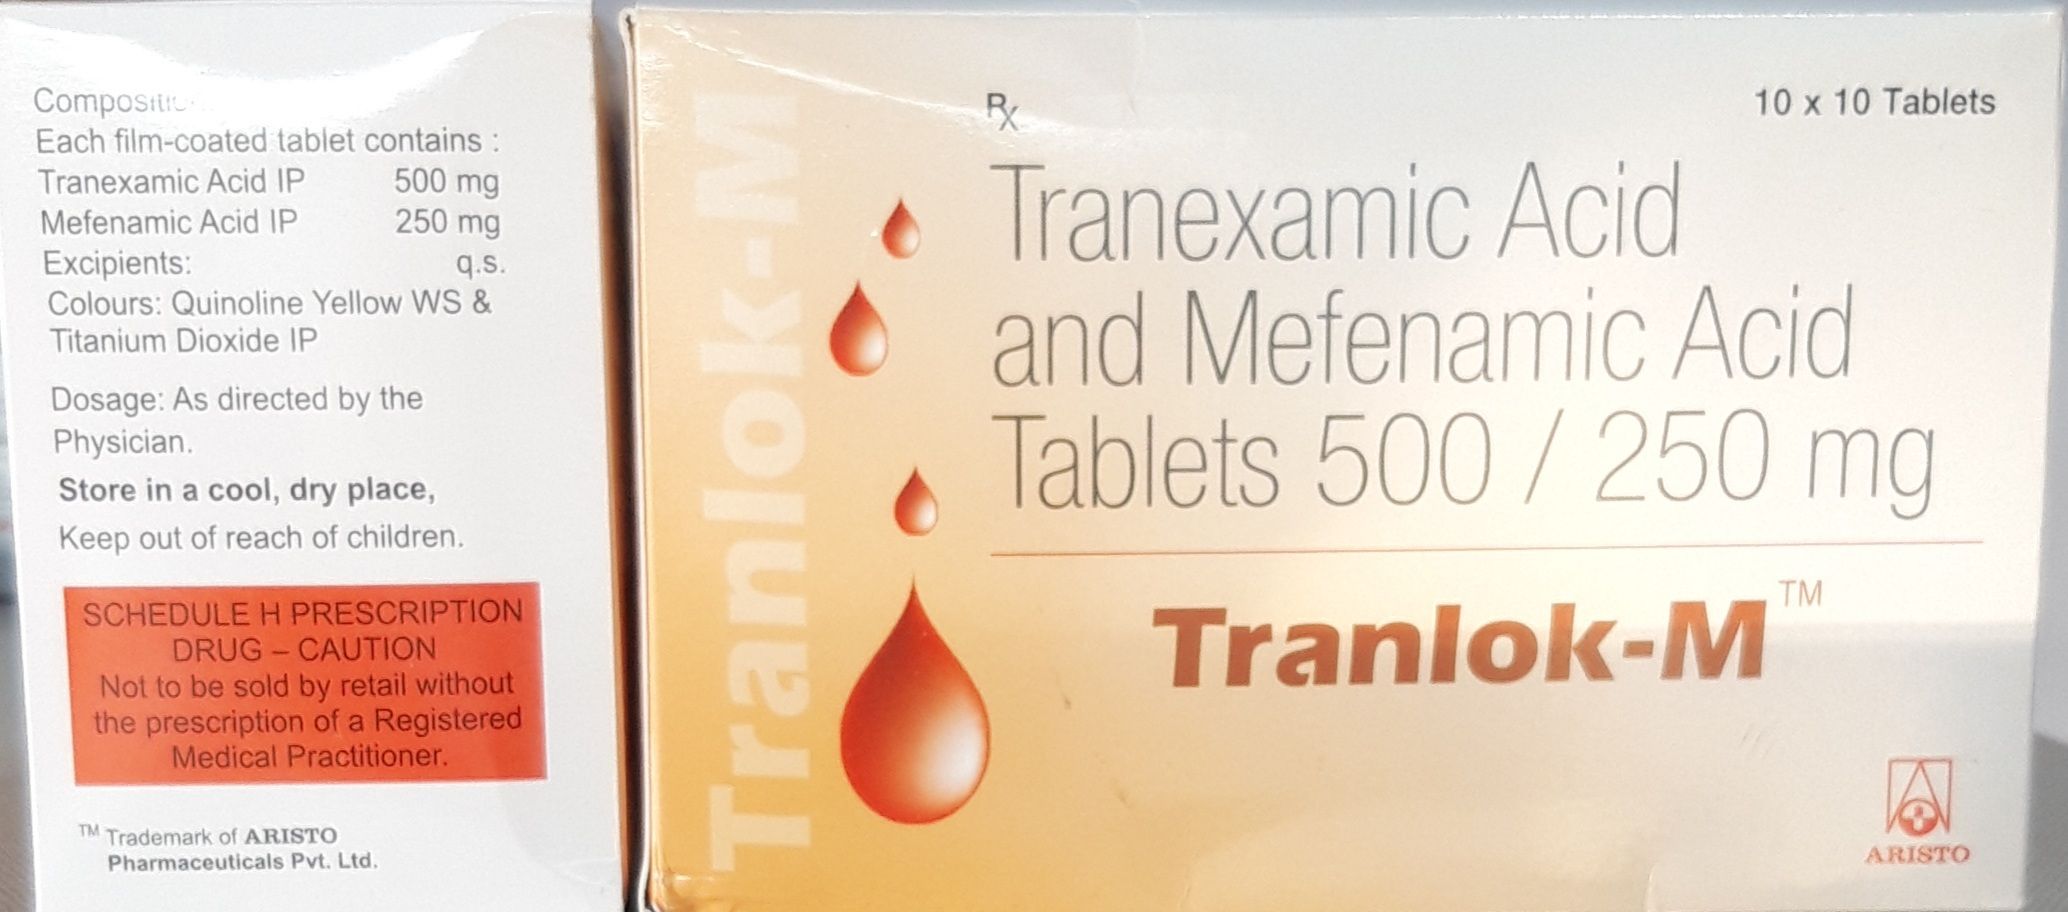 Compositi
Each film-coated tablet contains :
Tranexamic Acid IP 500 mg
Mefenamic Acid IP 250 mg
Excipients: q.s.
Colours: Quinoline Yellow WS &
Titanium Dioxide IP
Dosage: As directed by the
Physician.
Store in a cool, dry place,
Keep out of reach of children.
SCHEDULE H PRESCRIPTION
DRUG – CAUTION
Not to be sold by retail without
the prescription of a Registered
Medical Practitioner.
TM Trademark of ARISTO
Pharmaceuticals Pvt. Ltd.
Tranlok-M
Rx
10 x 10 Tablets
Tranexamic Acid
and Mefenamic Acid
Tablets 500 / 250 mg
Tranlok-M™
ARISTO